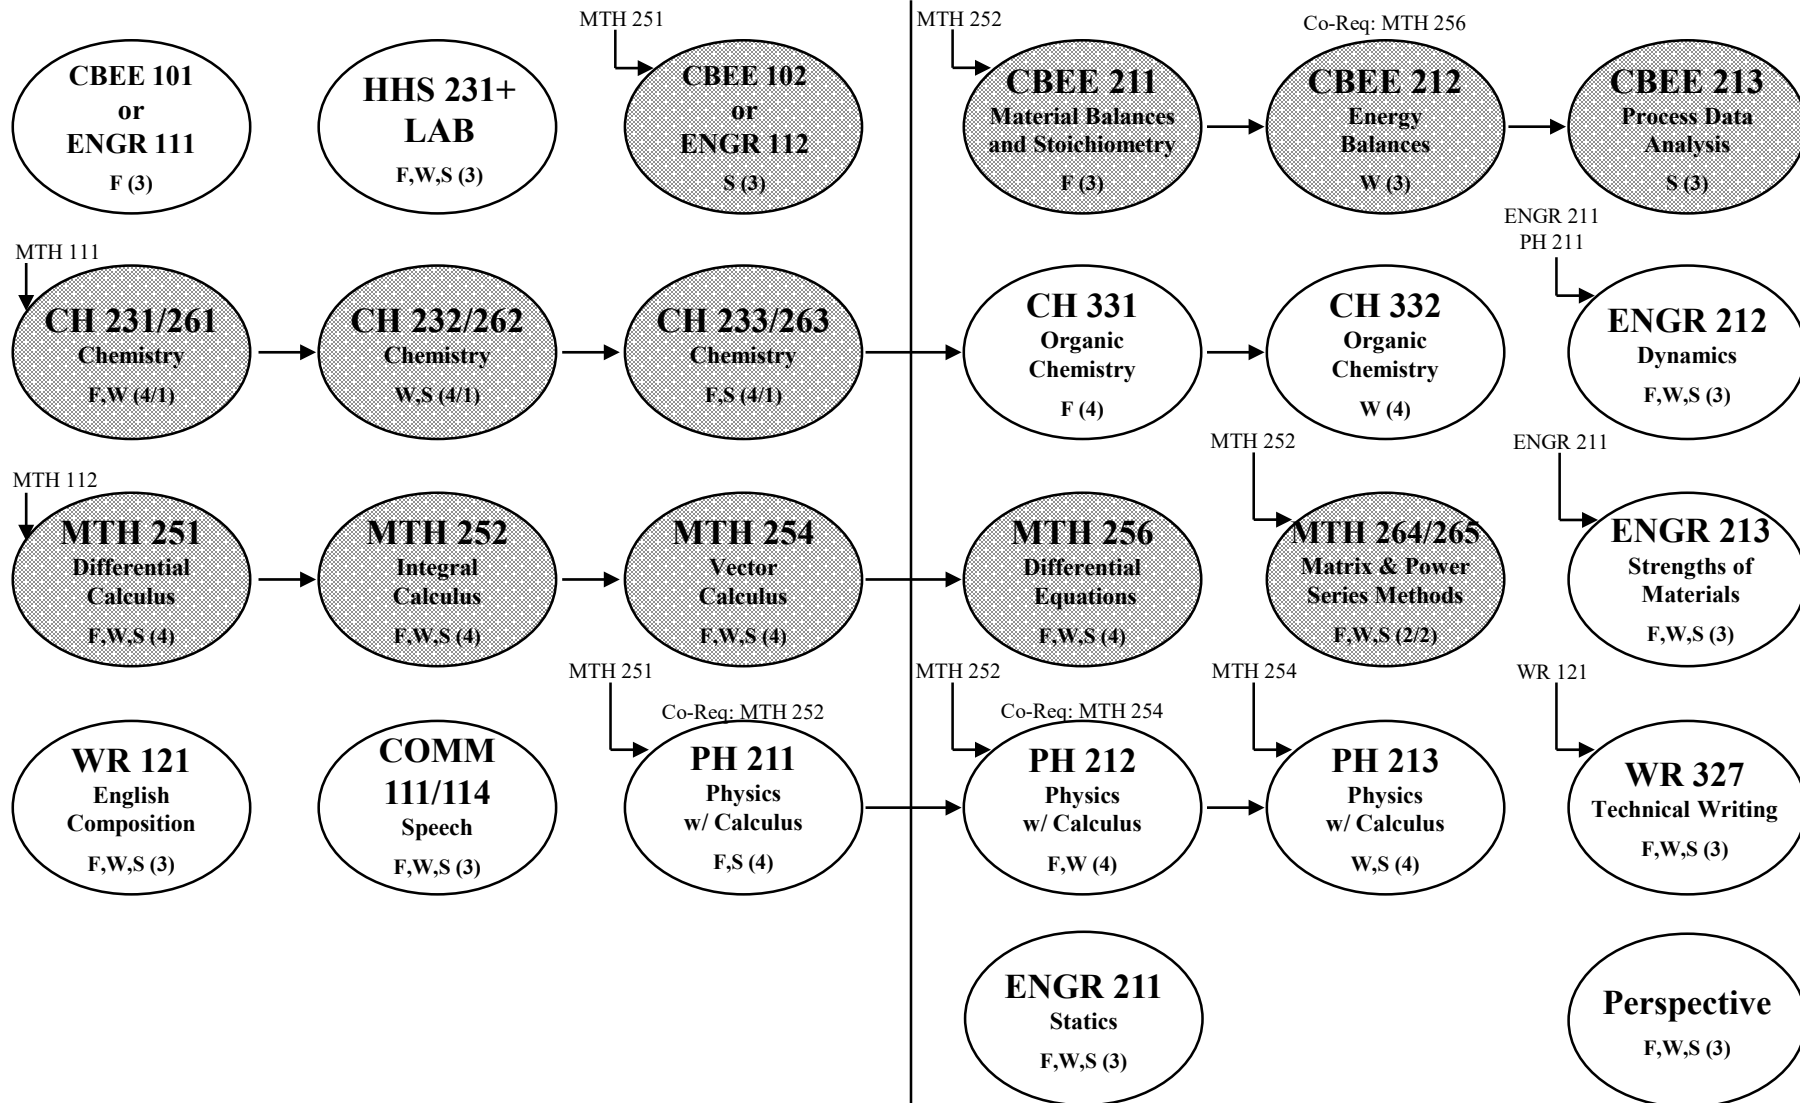 MTH 251
CBEE 101
or
ENGR 111
F (3)
HHS 231+
LAB
F,W,S (3)
CBEE 102
or
ENGR 112
S (3)
MTH 252
CBEE 211
Material Balances
and Stoichiometry
F (3)
Co-Req: MTH 256
CBEE 212
Energy
Balances
W (3)
CBEE 213
Process Data
Analysis
S (3)
MTH 111
CH 231/261
Chemistry
F,W (4/1)
CH 232/262
Chemistry
W,S (4/1)
CH 233/263
Chemistry
F,S (4/1)
CH 331
Organic
Chemistry
F (4)
CH 332
Organic
Chemistry
W (4)
ENGR 211
PH 211
ENGR 212
Dynamics
F,W,S (3)
MTH 112
MTH 251
Differential
Calculus
F,W,S (4)
MTH 252
Integral
Calculus
F,W,S (4)
MTH 254
Vector
Calculus
F,W,S (4)
MTH 256
Differential
Equations
F,W,S (4)
MTH 252
MTH 264/265
Matrix & Power
Series Methods
F,W,S (2/2)
ENGR 211
ENGR 213
Strengths of
Materials
F,W,S (3)
WR 121
English
Composition
F,W,S (3)
COMM
111/114
Speech
F,W,S (3)
MTH 251
Co-Req: MTH 252
PH 211
Physics
w/ Calculus
F,S (4)
MTH 252
Co-Req: MTH 254
PH 212
Physics
w/ Calculus
F,W (4)
MTH 254
PH 213
Physics
w/ Calculus
W,S (4)
WR 121
WR 327
Technical Writing
F,W,S (3)
ENGR 211
Statics
F,W,S (3)
Perspective
F,W,S (3)